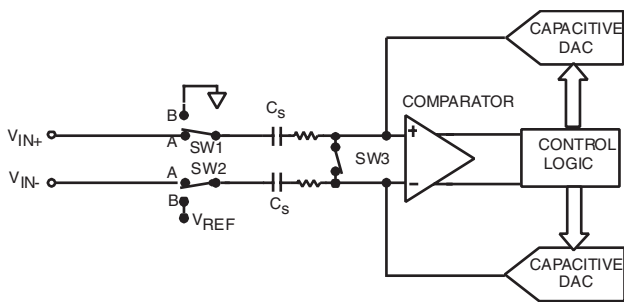 CAPACITIVE
DAC
B
C_S
COMPARATOR
V_IN+
A
SW1
+
CONTROL
LOGIC
V_IN-
A
SW2
SW3
–
B
C_S
V_REF
CAPACITIVE
DAC